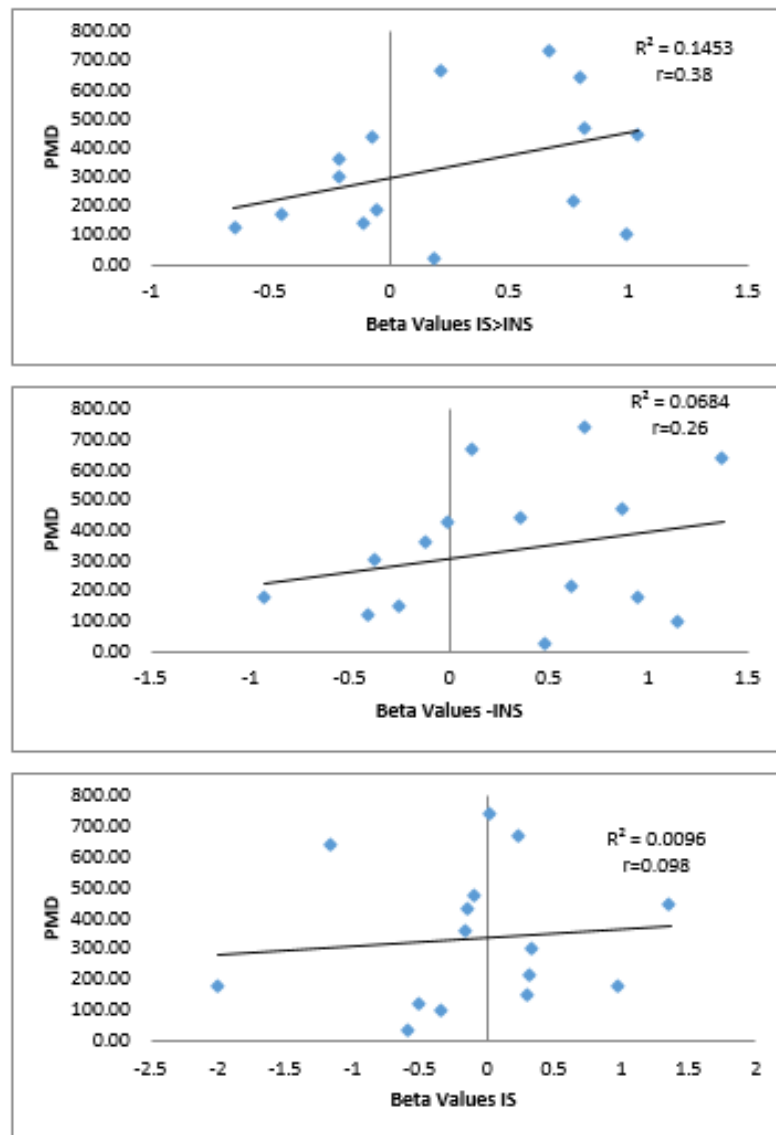 800.00
700.00
600.00
500.00
400.00
300.00
200.00
100.00
0.00
PMD
R² = 0.1453
r=0.38
-1 -0.5 0 0.5 1 1.5
Beta Values IS>INS
800.00
700.00
600.00
500.00
400.00
300.00
200.00
100.00
0.00
PMD
R² = 0.0684
r=0.26
-1.5 -1 -0.5 0 0.5 1 1.5
Beta Values -INS
800.00
700.00
600.00
500.00
400.00
300.00
200.00
100.00
0.00
PMD
R² = 0.0096
r=0.098
-2.5 -2 -1.5 -1 -0.5 0 0.5 1 1.5 2
Beta Values IS